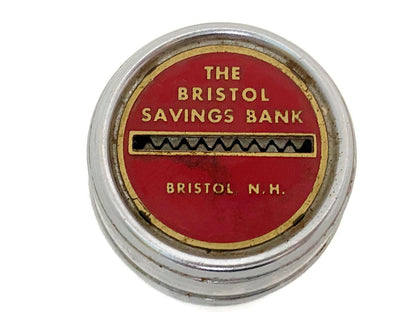 THE
BRISTOL
SAVINGS BANK
BRISTOL, N.H.